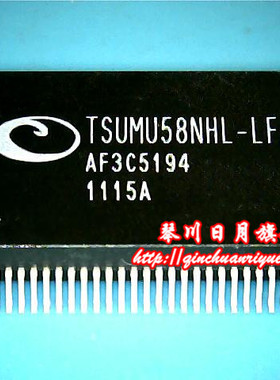 TSUMU58NHL-LF
AF3C5194
1115A
琴川日月旗
http://qinchuanriyue